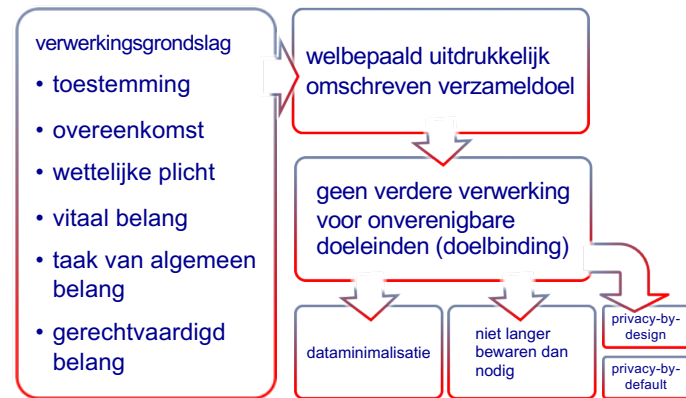 verwerkingsgrondslag
• toestemming
• overeenkomst
• wettelijke plicht
• vitaal belang
• taak van algemeen
belang
• gerechtvaardigd
belang
welbepaald uitdrukkelijk
omschreven verzameldoel
geen verdere verwerking
voor onverenigbare
doeleinden (doelbinding)
dataminimalisatie
niet langer
bewaren dan
nodig
privacy-by-
design
privacy-by-
default